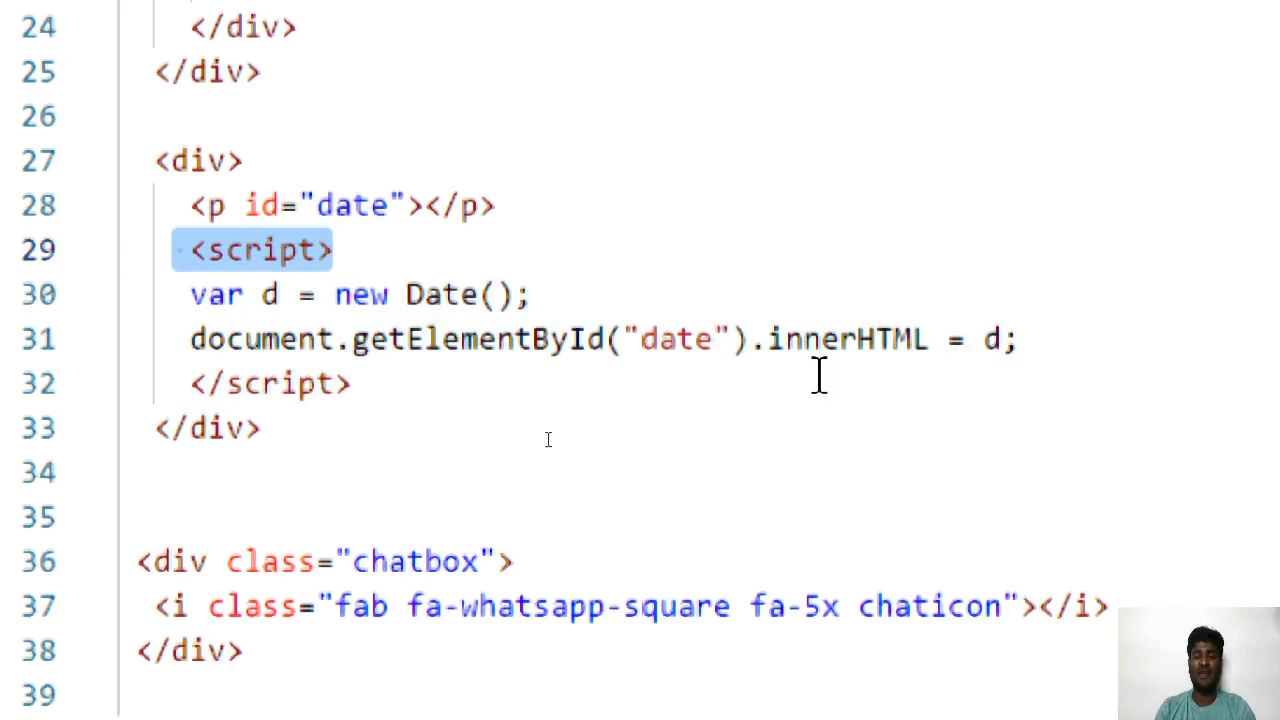 24 </div>
25 </div>
26
27 <div>
28 <p id="date"></p>
29 <script>
30 var d = new Date();
31 document.getElementById("date").innerHTML = d;
32 </script>
33 </div>
34
35
36 <div class="chatbox">
37 <i class="fab fa-whatsapp-square fa-5x chaticon"></i>
38 </div>
39